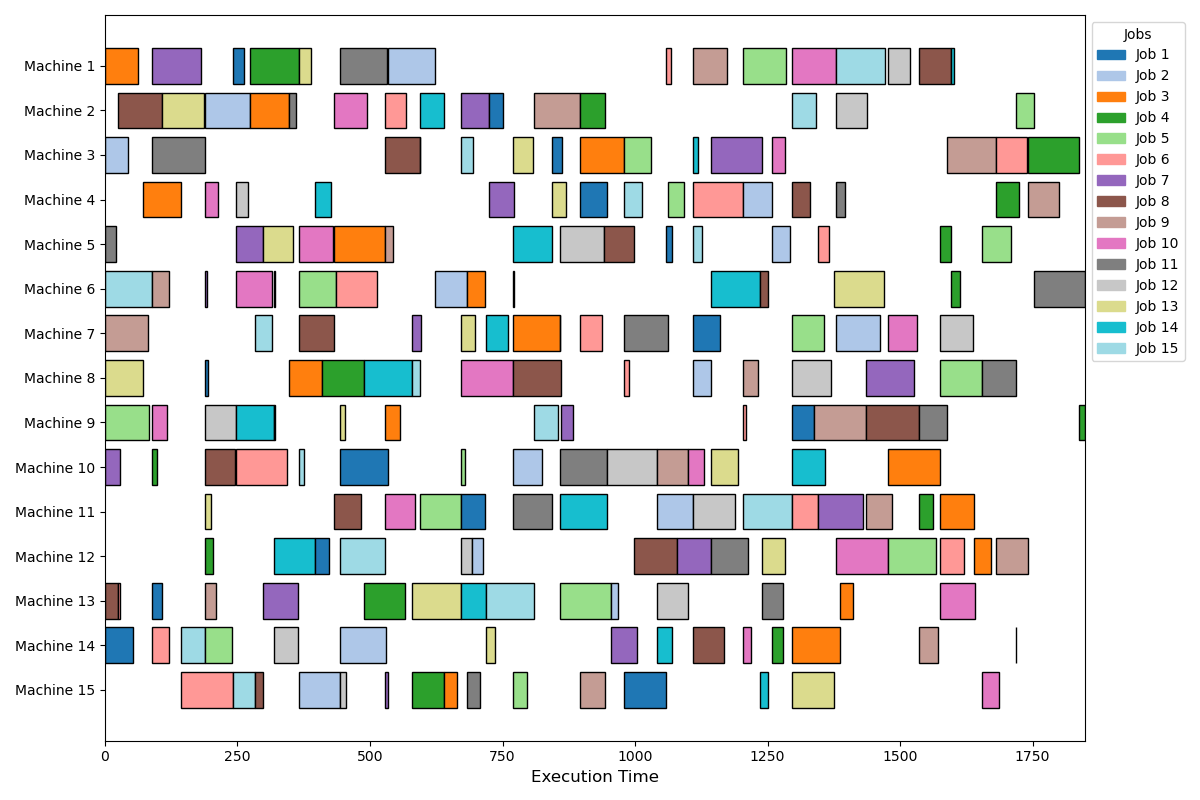 Machine 1
Machine 2
Machine 3
Machine 4
Machine 5
Machine 6
Machine 7
Machine 8
Machine 9
Machine 10
Machine 11
Machine 12
Machine 13
Machine 14
Machine 15
0 250 500 750 1000 1250 1500 1750
Execution Time
Jobs
Job 1
Job 2
Job 3
Job 4
Job 5
Job 6
Job 7
Job 8
Job 9
Job 10
Job 11
Job 12
Job 13
Job 14
Job 15